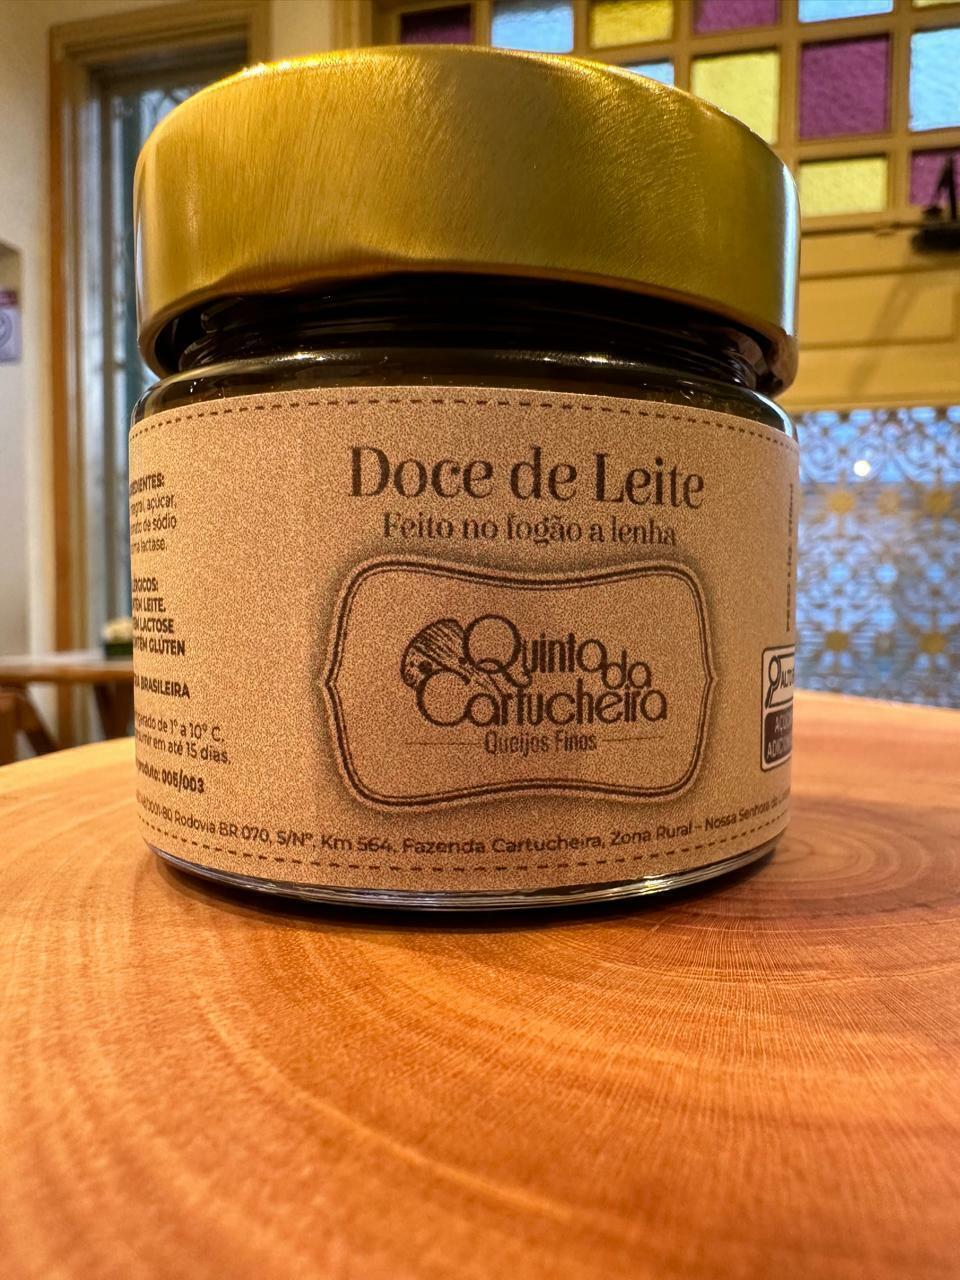 Doce de Leite
Feito no fogão a lenha
Quinta da
Cartucheira
Queijos Finos
açúcar,
de sódio
lactase.
LEITE.
LACTOSE
GLÚTEN
BRASILEIRA
de 1° a 10° C.
em até 15 dias.
005/003
Rodovia BR 070, S/N°, Km 564, Fazenda Cartucheira, Zona Rural – Nossa Senhora